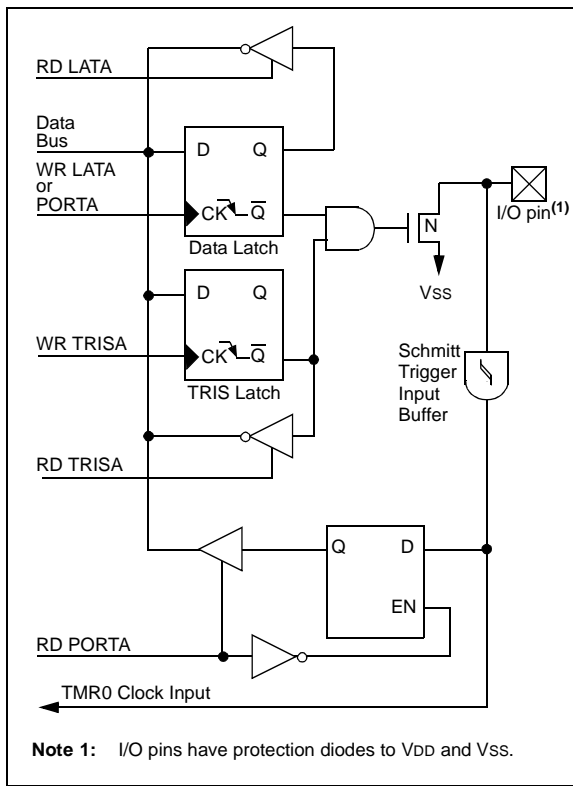 RD LATA
Data
Bus
WR LATA
or
PORTA
D Q
CK Q̅
Data Latch
N
I/O pin(1)
VSS
D Q
WR TRISA
CK Q̅
TRIS Latch
Schmitt
Trigger
Input
Buffer
RD TRISA
Q D
EN
RD PORTA
TMR0 Clock Input
Note 1: I/O pins have protection diodes to VDD and VSS.